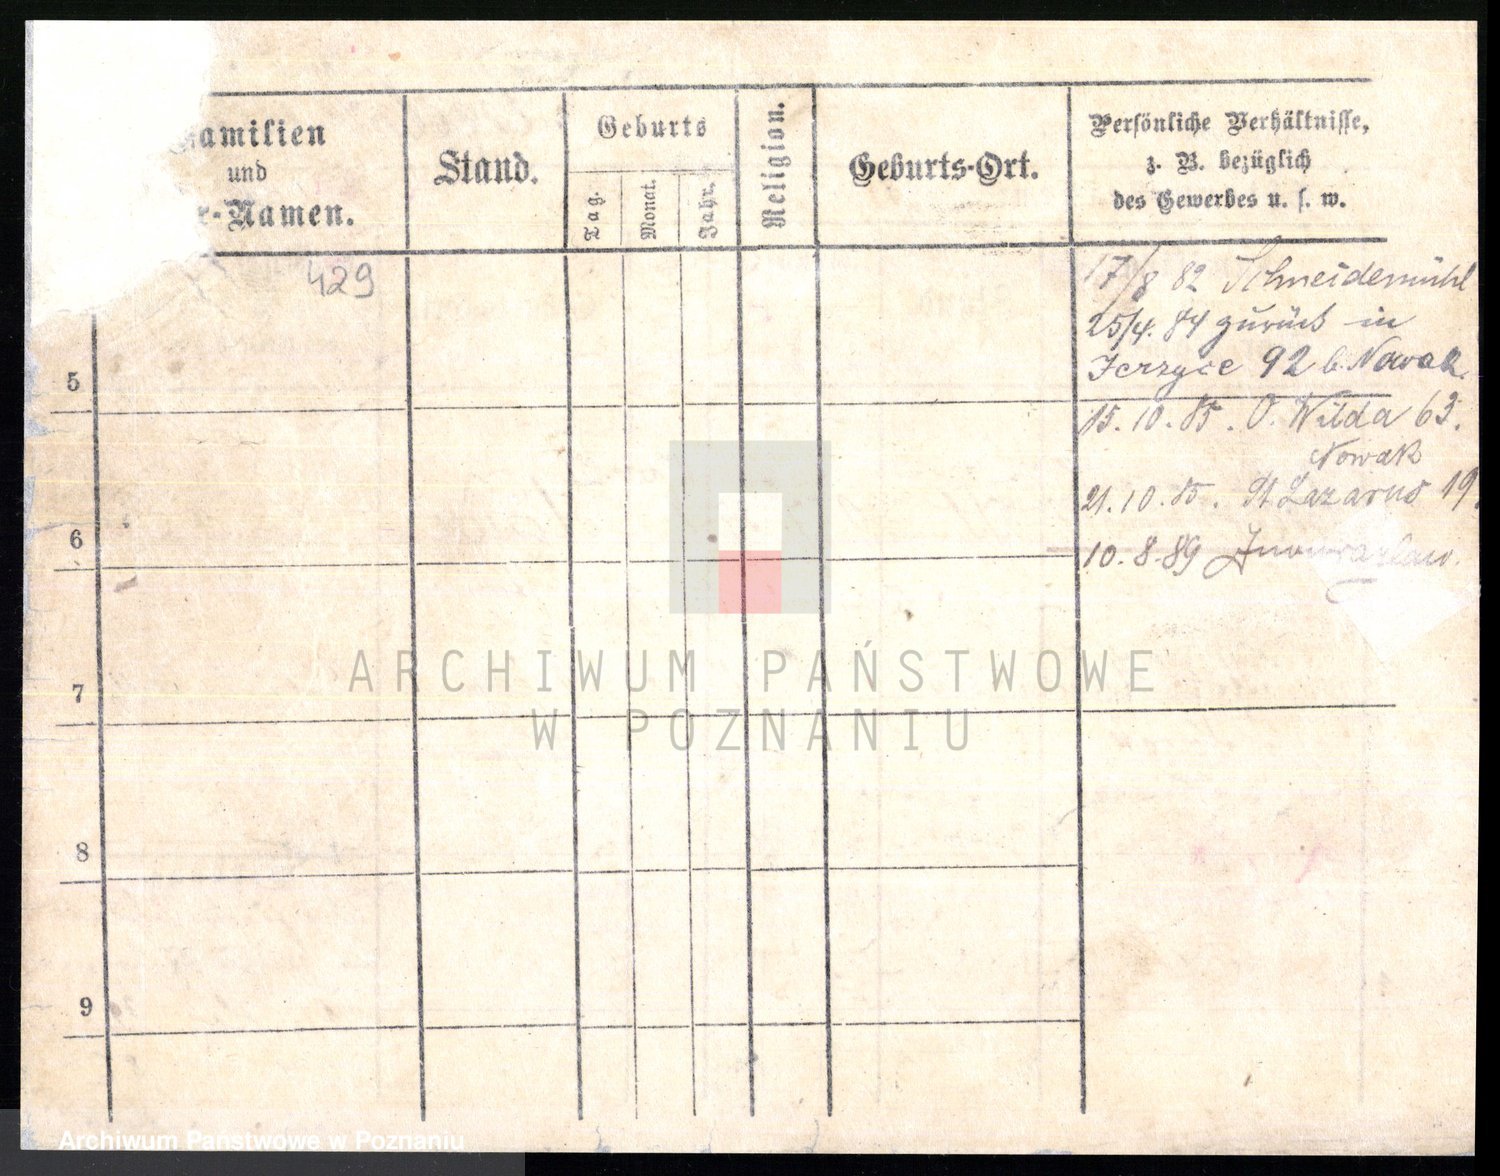 amilien
und
r-Namen.
Stand.
Geburts
Tag.
Monat.
Jahr.
Religion.
Geburts-Ort.
Persönliche Verhältnisse,
z. B. bezüglich
des Gewerbes u. s. w.
429
17/8 82 Schneidemühl
25/4. 84 zurück in
Jerzyce 92 b. Nowak.
5
15. 10. 85. O. Wilda 63.
Nowak
21. 10. 85. St Lazarus 19.
6
10. 8. 89 Inowrazlaw.
7
8
9
ARCHIWUM PAŃSTWOWE
W POZNANIU
Archiwum Państwowe w Poznaniu